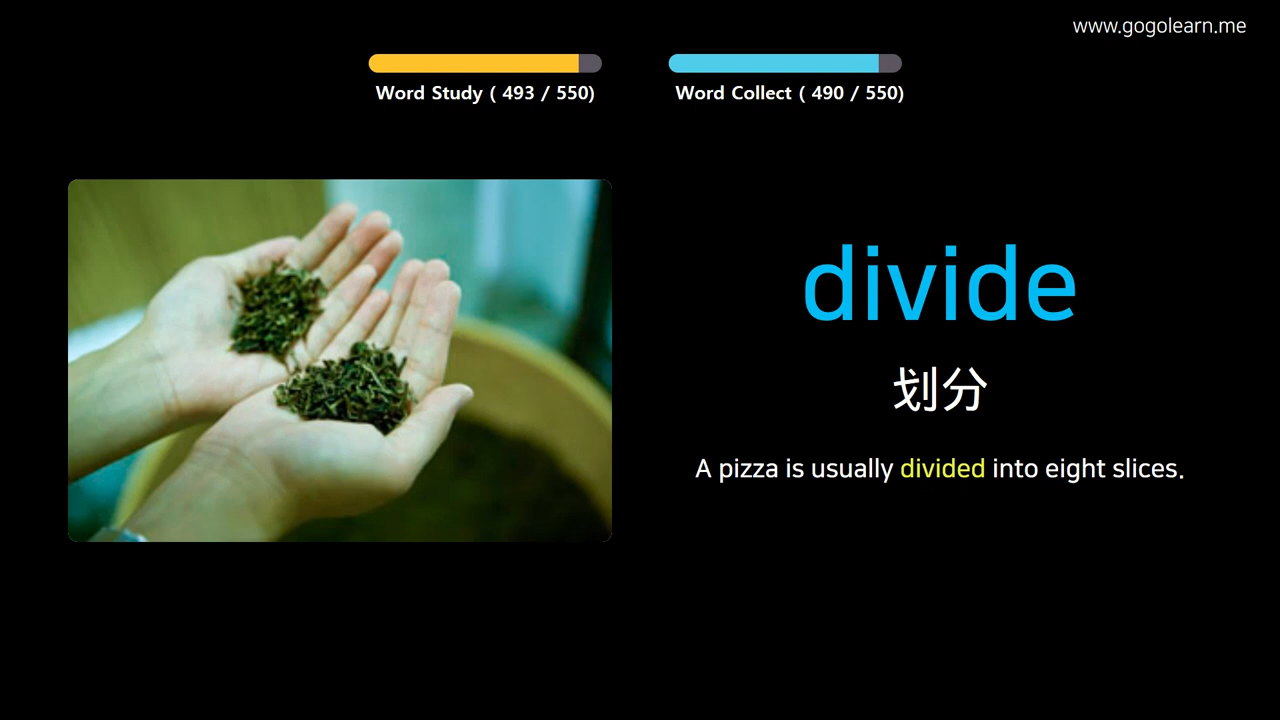 www.gogolearn.me
Word Study ( 493 / 550)
Word Collect ( 490 / 550)
divide
划分
A pizza is usually divided into eight slices.